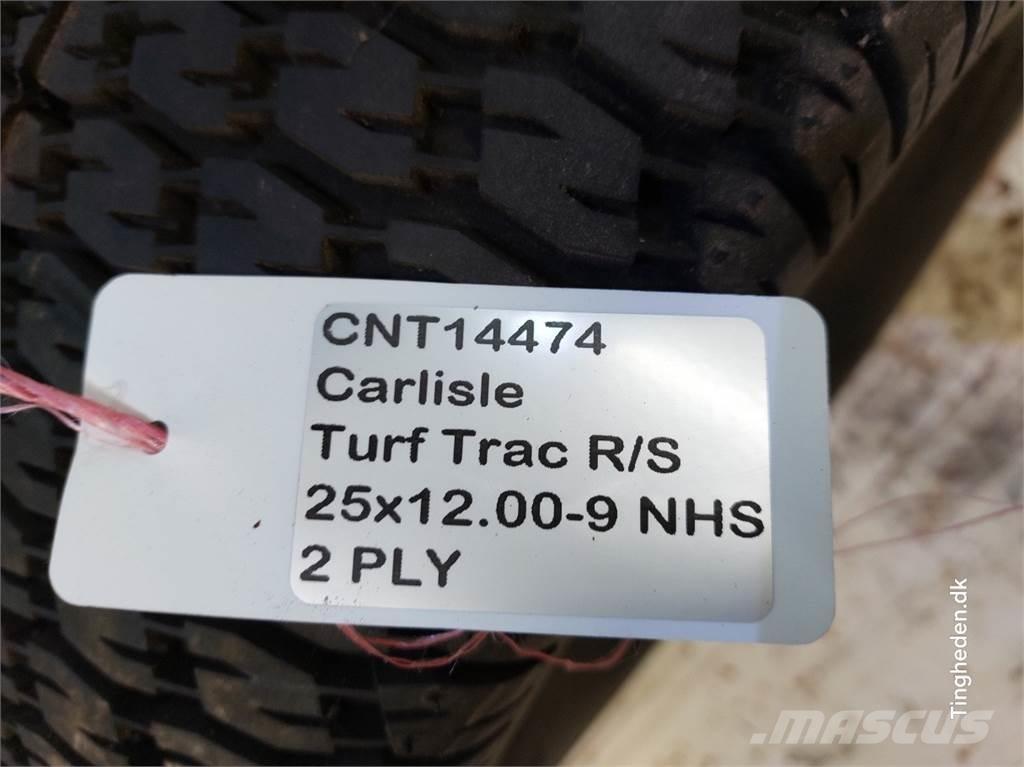 CNT14474
Carlisle
Turf Trac R/S
25x12.00-9 NHS
2 PLY
Tingheden.dk
MASCUS